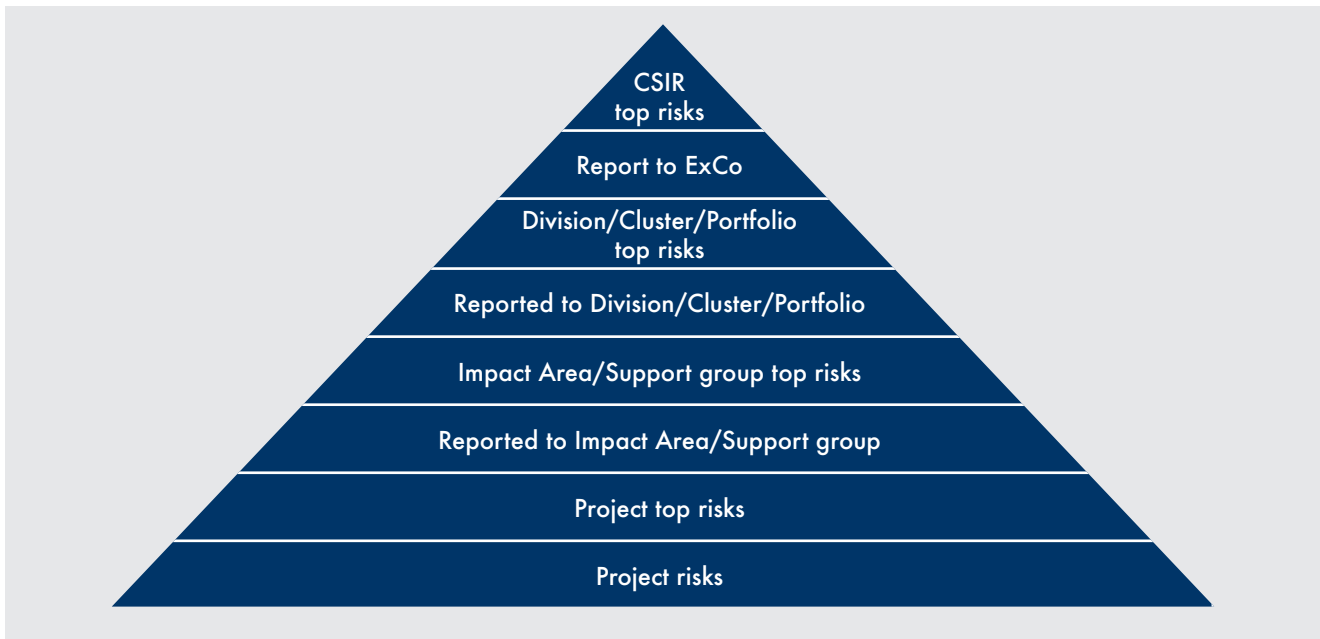 CSIR
top risks
Report to ExCo
Division/Cluster/Portfolio
top risks
Reported to Division/Cluster/Portfolio
Impact Area/Support group top risks
Reported to Impact Area/Support group
Project top risks
Project risks